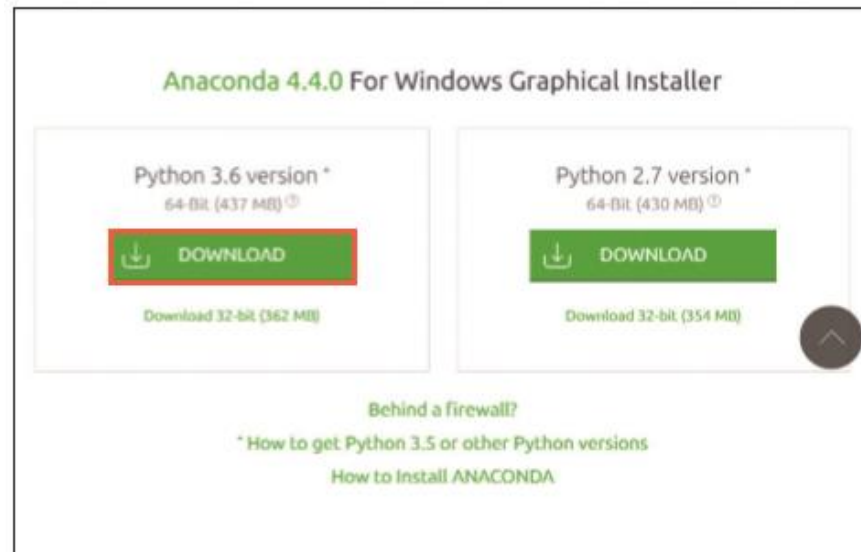 Anaconda 4.4.0 For Windows Graphical Installer
Python 3.6 version *
64-Bit (437 MB) ?
DOWNLOAD
Download 32-bit (362 MB)
Python 2.7 version *
64-Bit (430 MB) ?
DOWNLOAD
Download 32-bit (354 MB)
Behind a firewall?
* How to get Python 3.5 or other Python versions
How to Install ANACONDA